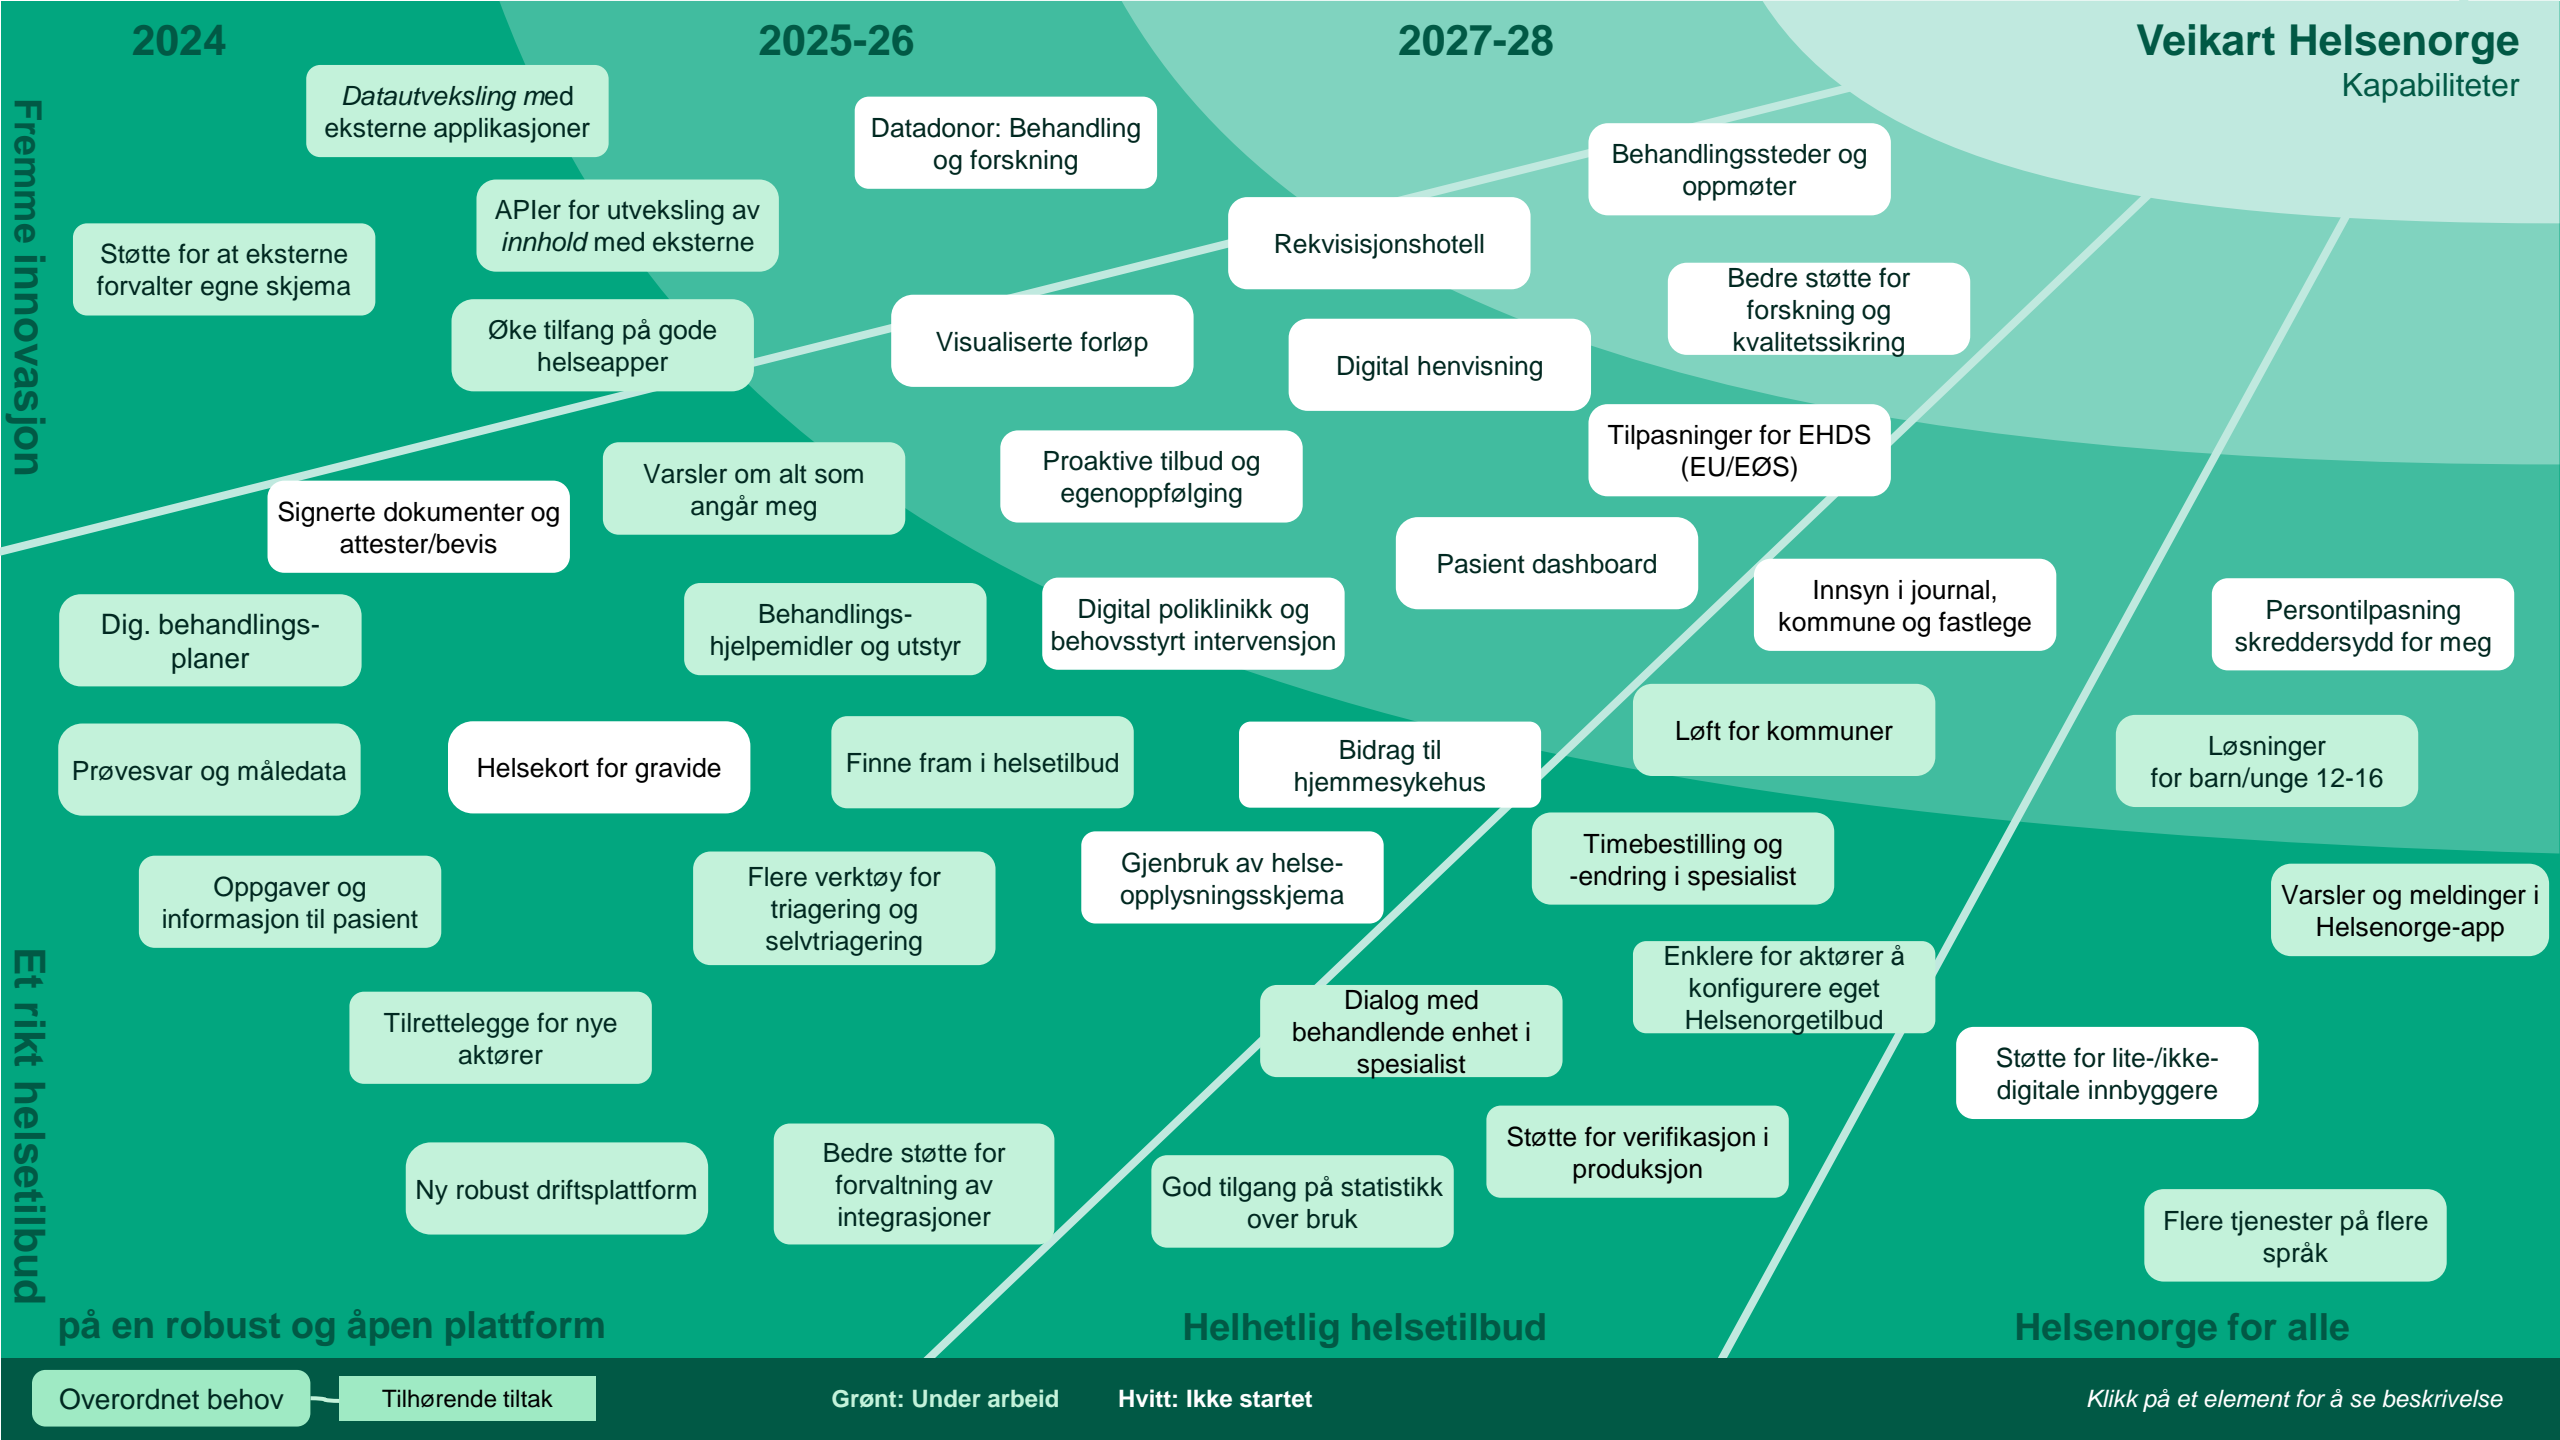 2024
2025-26
2027-28
Veikart Helsenorge
Kapabiliteter
Fremme innovasjon
Datautveksling med
eksterne applikasjoner
Datadonor: Behandling
og forskning
Behandlingssteder og
oppmøter
APIer for utveksling av
innhold med eksterne
Støtte for at eksterne
forvalter egne skjema
Rekvisisjonshotell
Bedre støtte for
forskning og
kvalitetssikring
Øke tilfang på gode
helseapper
Visualiserte forløp
Digital henvisning
Tilpasninger for EHDS
(EU/EØS)
Varsler om alt som
angår meg
Proaktive tilbud og
egenoppfølging
Signerte dokumenter og
attester/bevis
Pasient dashboard
Innsyn i journal,
kommune og fastlege
Persontilpasning
skreddersydd for meg
Dig. behandlings-
planer
Behandlings-
hjelpemidler og utstyr
Digital poliklinikk og
behovsstyrt intervensjon
Løft for kommuner
Løsninger
for barn/unge 12-16
Prøvesvar og måledata
Helsekort for gravide
Finne fram i helsetilbud
Bidrag til
hjemmesykehus
Timebestilling og
-endring i spesialist
Gjenbruk av helse-
opplysningsskjema
Varsler og meldinger i
Helsenorge-app
Oppgaver og
informasjon til pasient
Flere verktøy for
triagering og
selvtriagering
Enklere for aktører å
konfigurere eget
Helsenorgetilbud
Et rikt helsetilbud
Tilrettelegge for nye
aktører
Dialog med
behandlende enhet i
spesialist
Støtte for lite-/ikke-
digitale innbyggere
Støtte for verifikasjon i
produksjon
Ny robust driftsplattform
Bedre støtte for
forvaltning av
integrasjoner
God tilgang på statistikk
over bruk
Flere tjenester på flere
språk
på en robust og åpen plattform
Helhetlig helsetilbud
Helsenorge for alle
Overordnet behov
Tilhørende tiltak
Grønt: Under arbeid
Hvitt: Ikke startet
Klikk på et element for å se beskrivelse